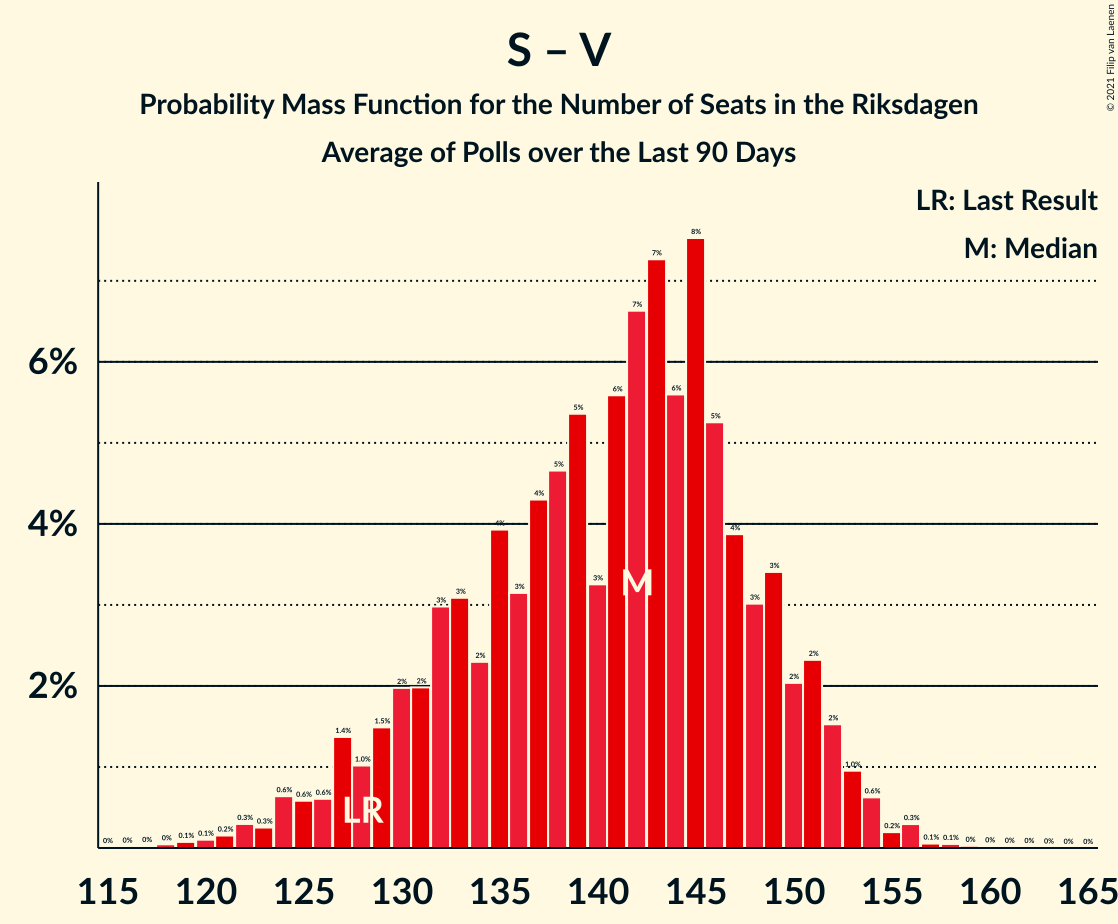 S – V
Probability Mass Function for the Number of Seats in the Riksdagen
Average of Polls over the Last 90 Days
© 2021 Filip van Laenen
LR: Last Result
M: Median
6%
4%
2%
0% 0% 0% 0% 0.1% 0.1% 0.2% 0.3% 0.3% 0.6% 0.6% 0.6% 1.4% 1.0% 1.5% 2% 2% 3% 3% 2% 4% 3% 4% 5% 5% 3% 6% 7% 7% 6% 8% 5% 4% 3% 3% 2% 2% 2% 1.0% 0.6% 0.2% 0.3% 0.1% 0.1% 0% 0% 0% 0% 0% 0% 0%
M
LR
115 120 125 130 135 140 145 150 155 160 165